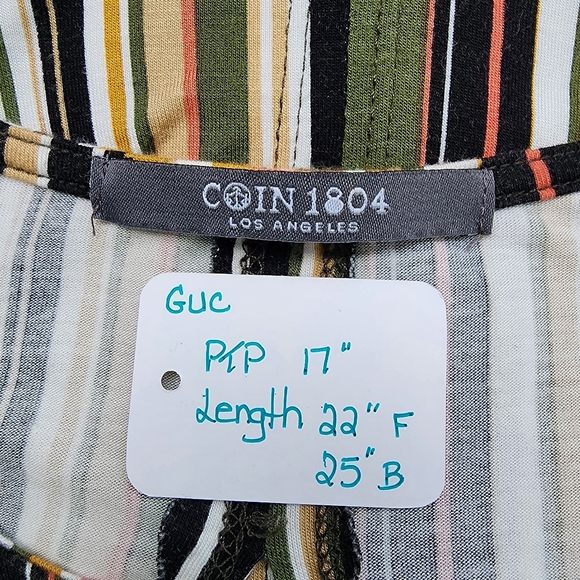 COIN 1804
LOS ANGELES
GUC
PTP 17"
Length 22" F
25" B